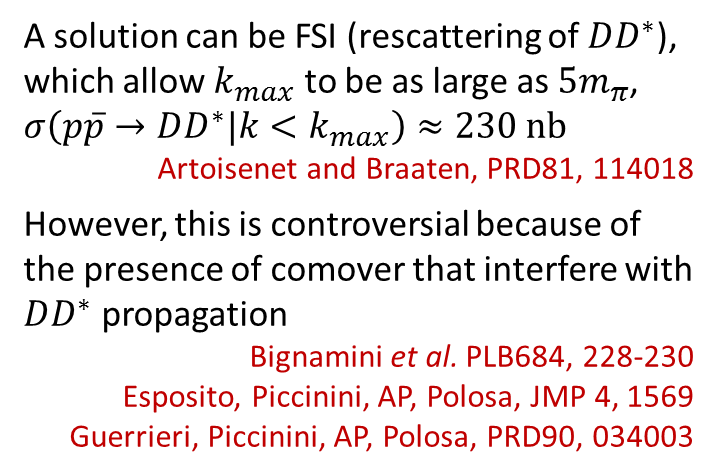 A solution can be FSI (rescattering of 𝐷𝐷*),
which allow 𝑘𝑚𝑎𝑥 to be as large as 5𝑚𝜋,
𝜎(𝑝𝑝̄ → 𝐷𝐷*|𝑘 < 𝑘𝑚𝑎𝑥) ≈ 230 nb
Artoisenet and Braaten, PRD81, 114018
However, this is controversial because of
the presence of comover that interfere with
𝐷𝐷* propagation
Bignamini et al. PLB684, 228-230
Esposito, Piccinini, AP, Polosa, JMP 4, 1569
Guerrieri, Piccinini, AP, Polosa, PRD90, 034003